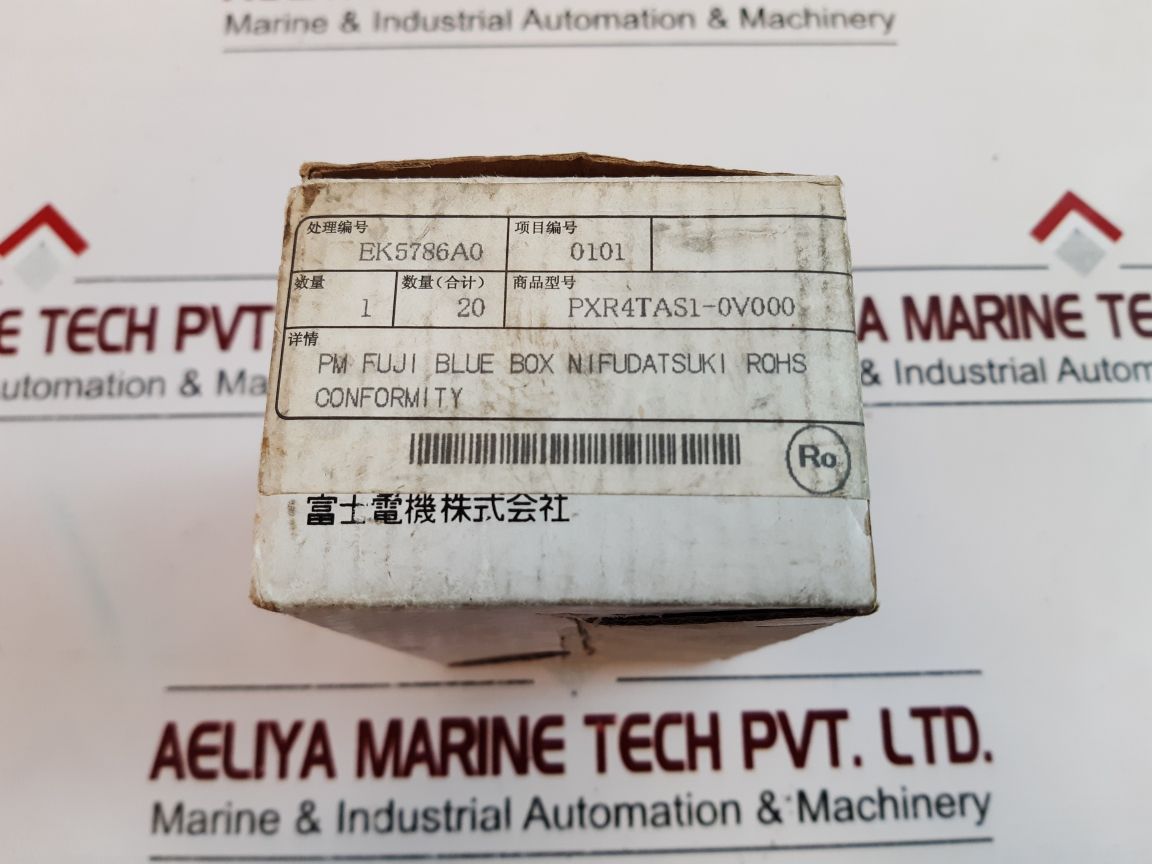 Marine & Industrial Automation & Machinery
处理编号 项目编号
EK5786A0 0101
数量 数量(合计) 商品型号
1 20 PXR4TAS1-0V000
详情
PM FUJI BLUE BOX NIFUDATSUKI ROHS
CONFORMITY
Ro
富士電機株式会社
E TECH PVT
utomation & Ma
A MARINE TE
& Industrial Autom
AELIYA MARINE TECH PVT. LTD.
Marine & Industrial Automation & Machinery